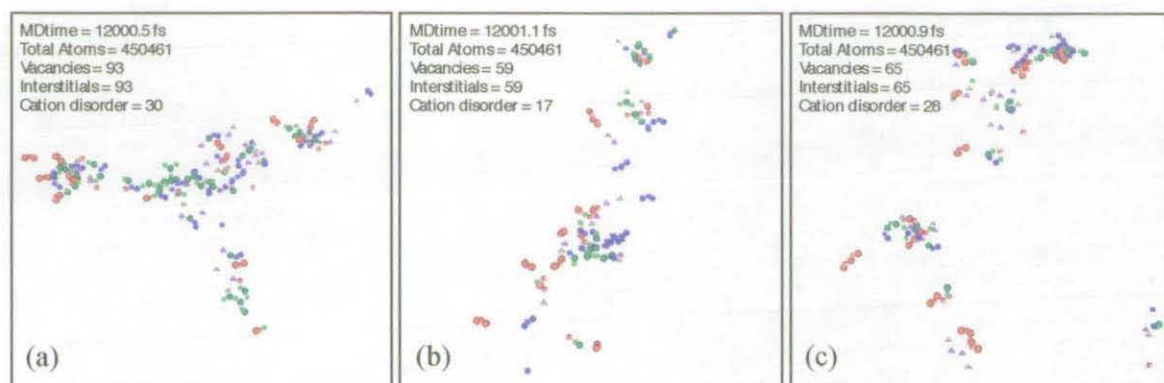 MDtime = 12000.5 fs
Total Atoms = 450461
Vacancies = 93
Interstitials = 93
Cation disorder = 30
(a)
MDtime = 12001.1 fs
Total Atoms = 450461
Vacancies = 59
Interstitials = 59
Cation disorder = 17
(b)
MDtime = 12000.9 fs
Total Atoms = 450461
Vacancies = 65
Interstitials = 65
Cation disorder = 28
(c)